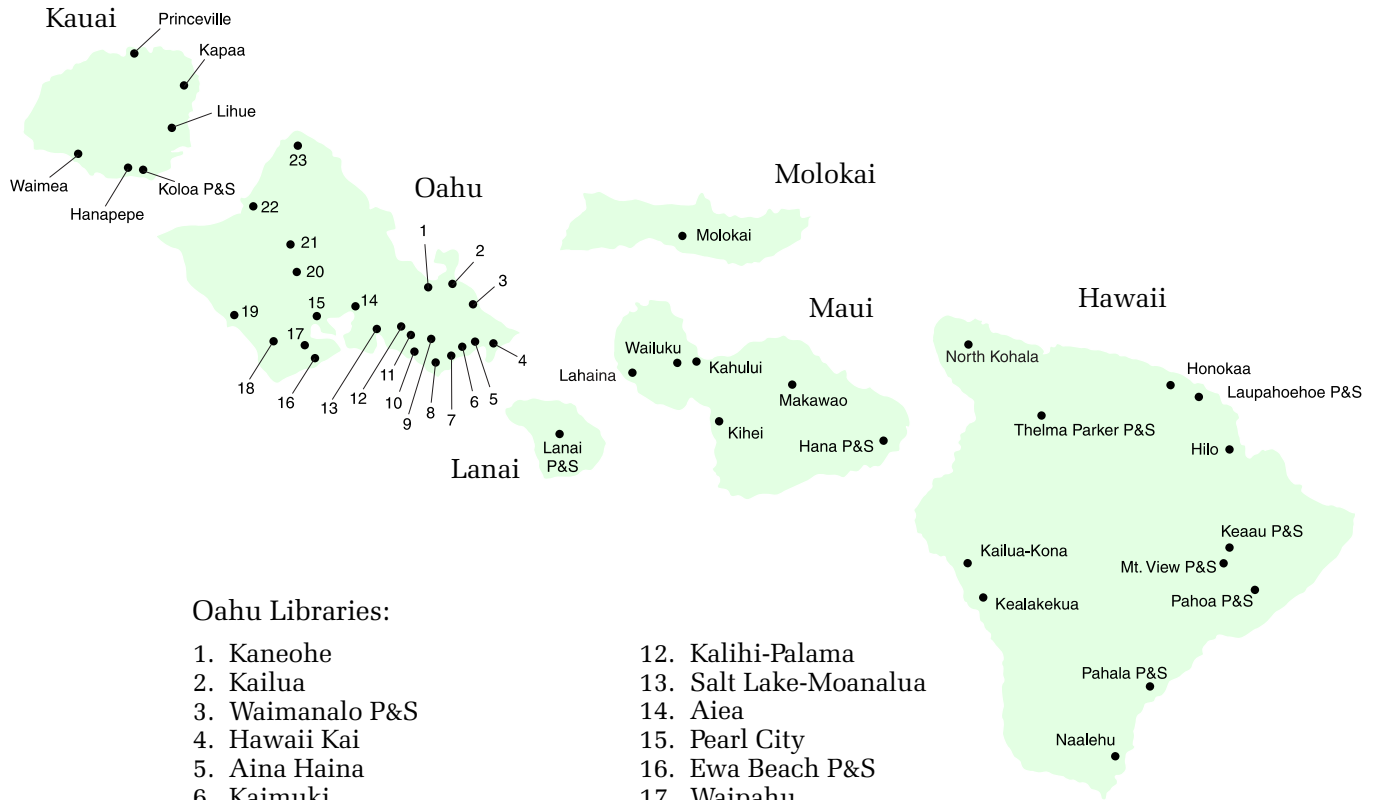 Kauai
Princeville
Kapaa
Lihue
Waimea
Hanapepe
Koloa P&S
Oahu
23
22
21
20
19
18
17
16
15
14
13
12
11
10
9
8
7
6
5
4
3
2
1
Molokai
Molokai
Lanai
Lanai
P&S
Maui
Wailuku
Kahului
Lahaina
Makawao
Kihei
Hana P&S
Hawaii
North Kohala
Honokaa
Laupahoehoe P&S
Thelma Parker P&S
Hilo
Keaau P&S
Kailua-Kona
Mt. View P&S
Kealakekua
Pahoa P&S
Pahala P&S
Naalehu
Oahu Libraries:
1. Kaneohe
2. Kailua
3. Waimanalo P&S
4. Hawaii Kai
5. Aina Haina
6. Kaimuki
12. Kalihi-Palama
13. Salt Lake-Moanalua
14. Aiea
15. Pearl City
16. Ewa Beach P&S
17. Waipahu